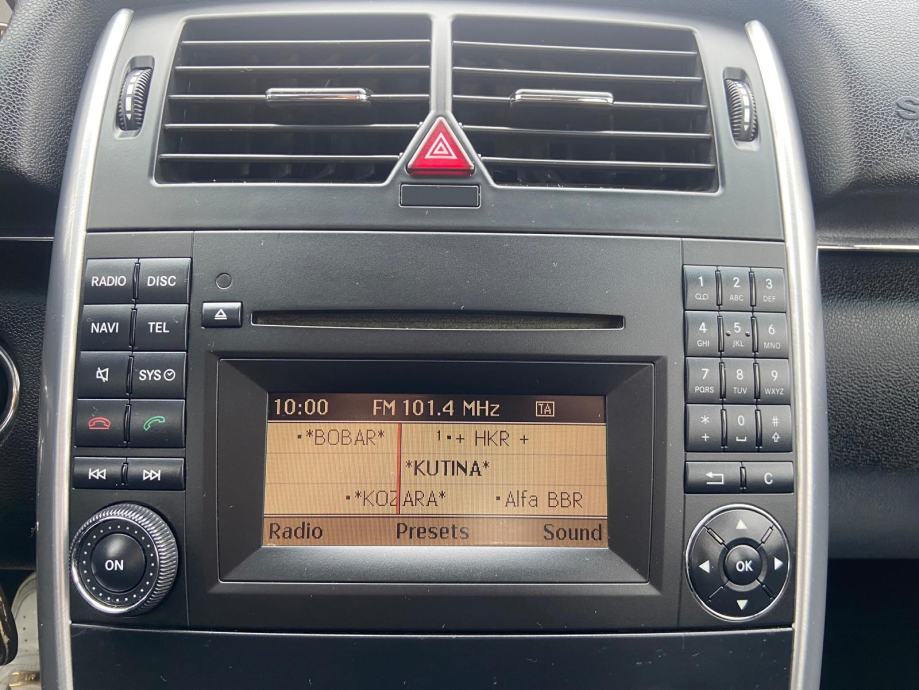 RADIO DISC
NAVI TEL
SYS
ON
10:00 FM 101.4 MHz TA
*BOBAR* 1 + HKR +
*KUTINA*
*KOZARA* Alfa BBR
Radio Presets Sound
1 2 ABC 3 DEF
4 GHI 5 JKL 6 MNO
7 PQRS 8 TUV 9 WXYZ
* + 0 # 
C
OK